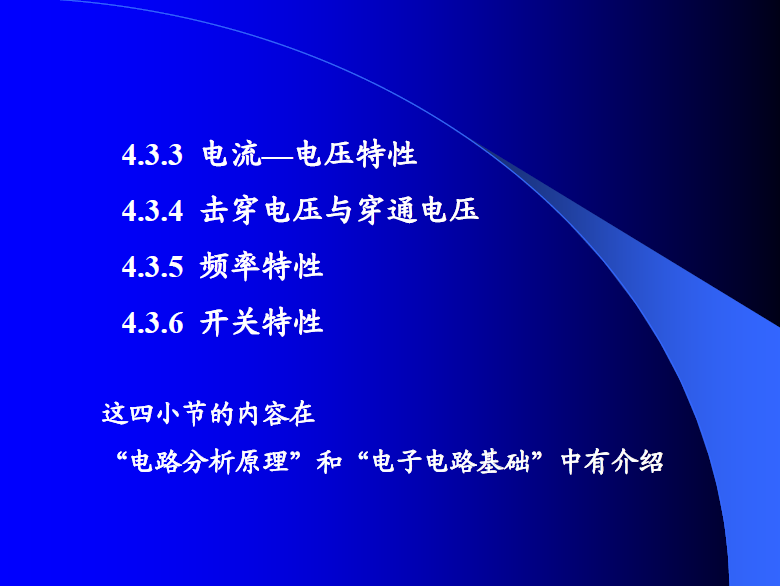 4.3.3 电流—电压特性
4.3.4 击穿电压与穿通电压
4.3.5 频率特性
4.3.6 开关特性
这四小节的内容在
“电路分析原理”和“电子电路基础”中有介绍